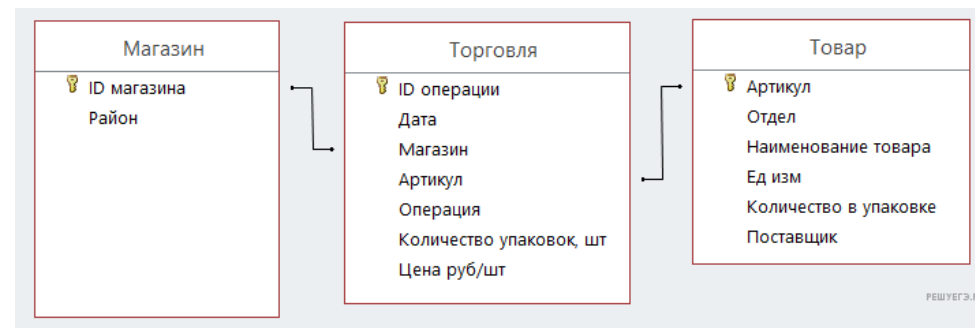 Магазин
ID магазина
Район
Торговля
ID операции
Дата
Магазин
Артикул
Операция
Количество упаковок, шт
Цена руб/шт
Товар
Артикул
Отдел
Наименование товара
Ед изм
Количество в упаковке
Поставщик